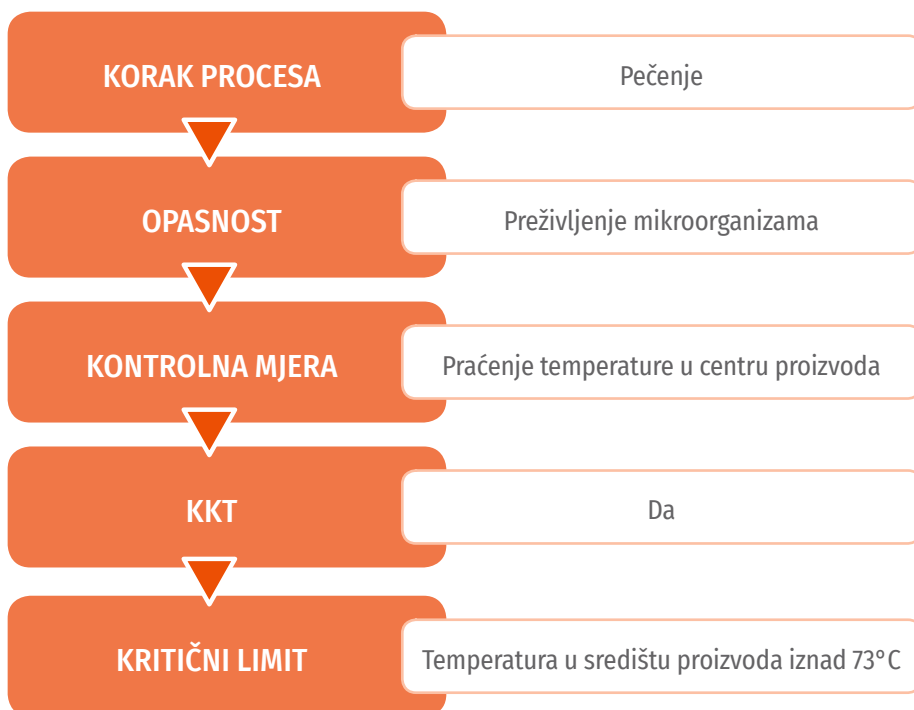 KORAK PROCESA
Pečenje
OPASNOST
Preživljenje mikroorganizama
KONTROLNA MJERA
Praćenje temperature u centru proizvoda
KKT
Da
KRITIČNI LIMIT
Temperatura u središtu proizvoda iznad 73°C